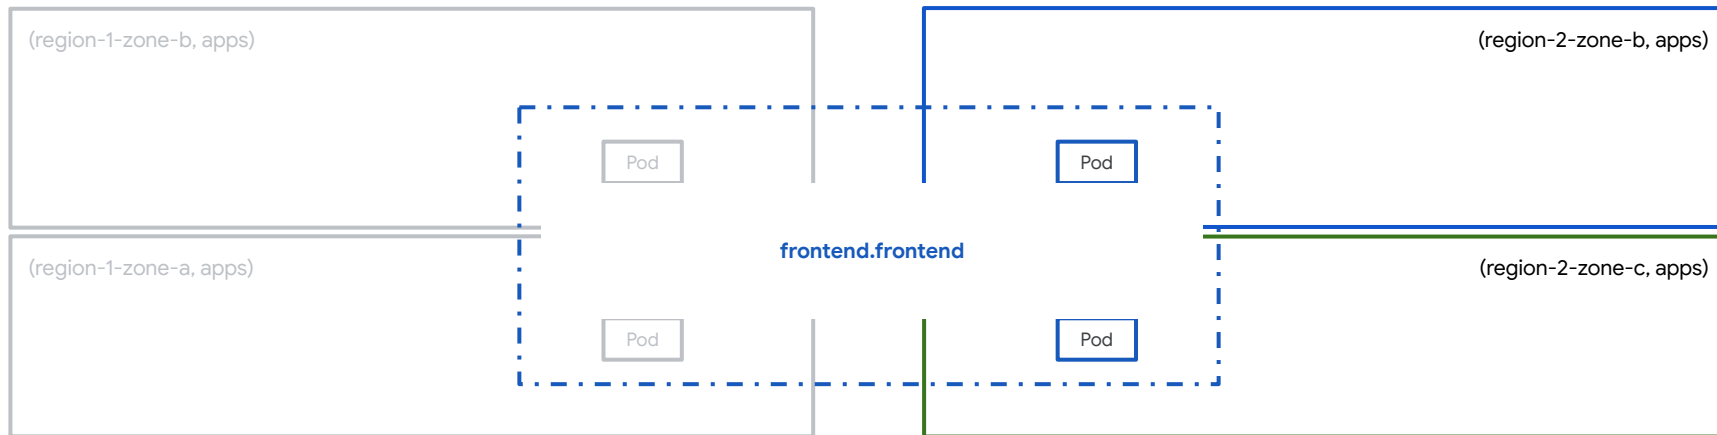 (region-1-zone-b, apps)
(region-2-zone-b, apps)
Pod
Pod
frontend.frontend
(region-1-zone-a, apps)
(region-2-zone-c, apps)
Pod
Pod